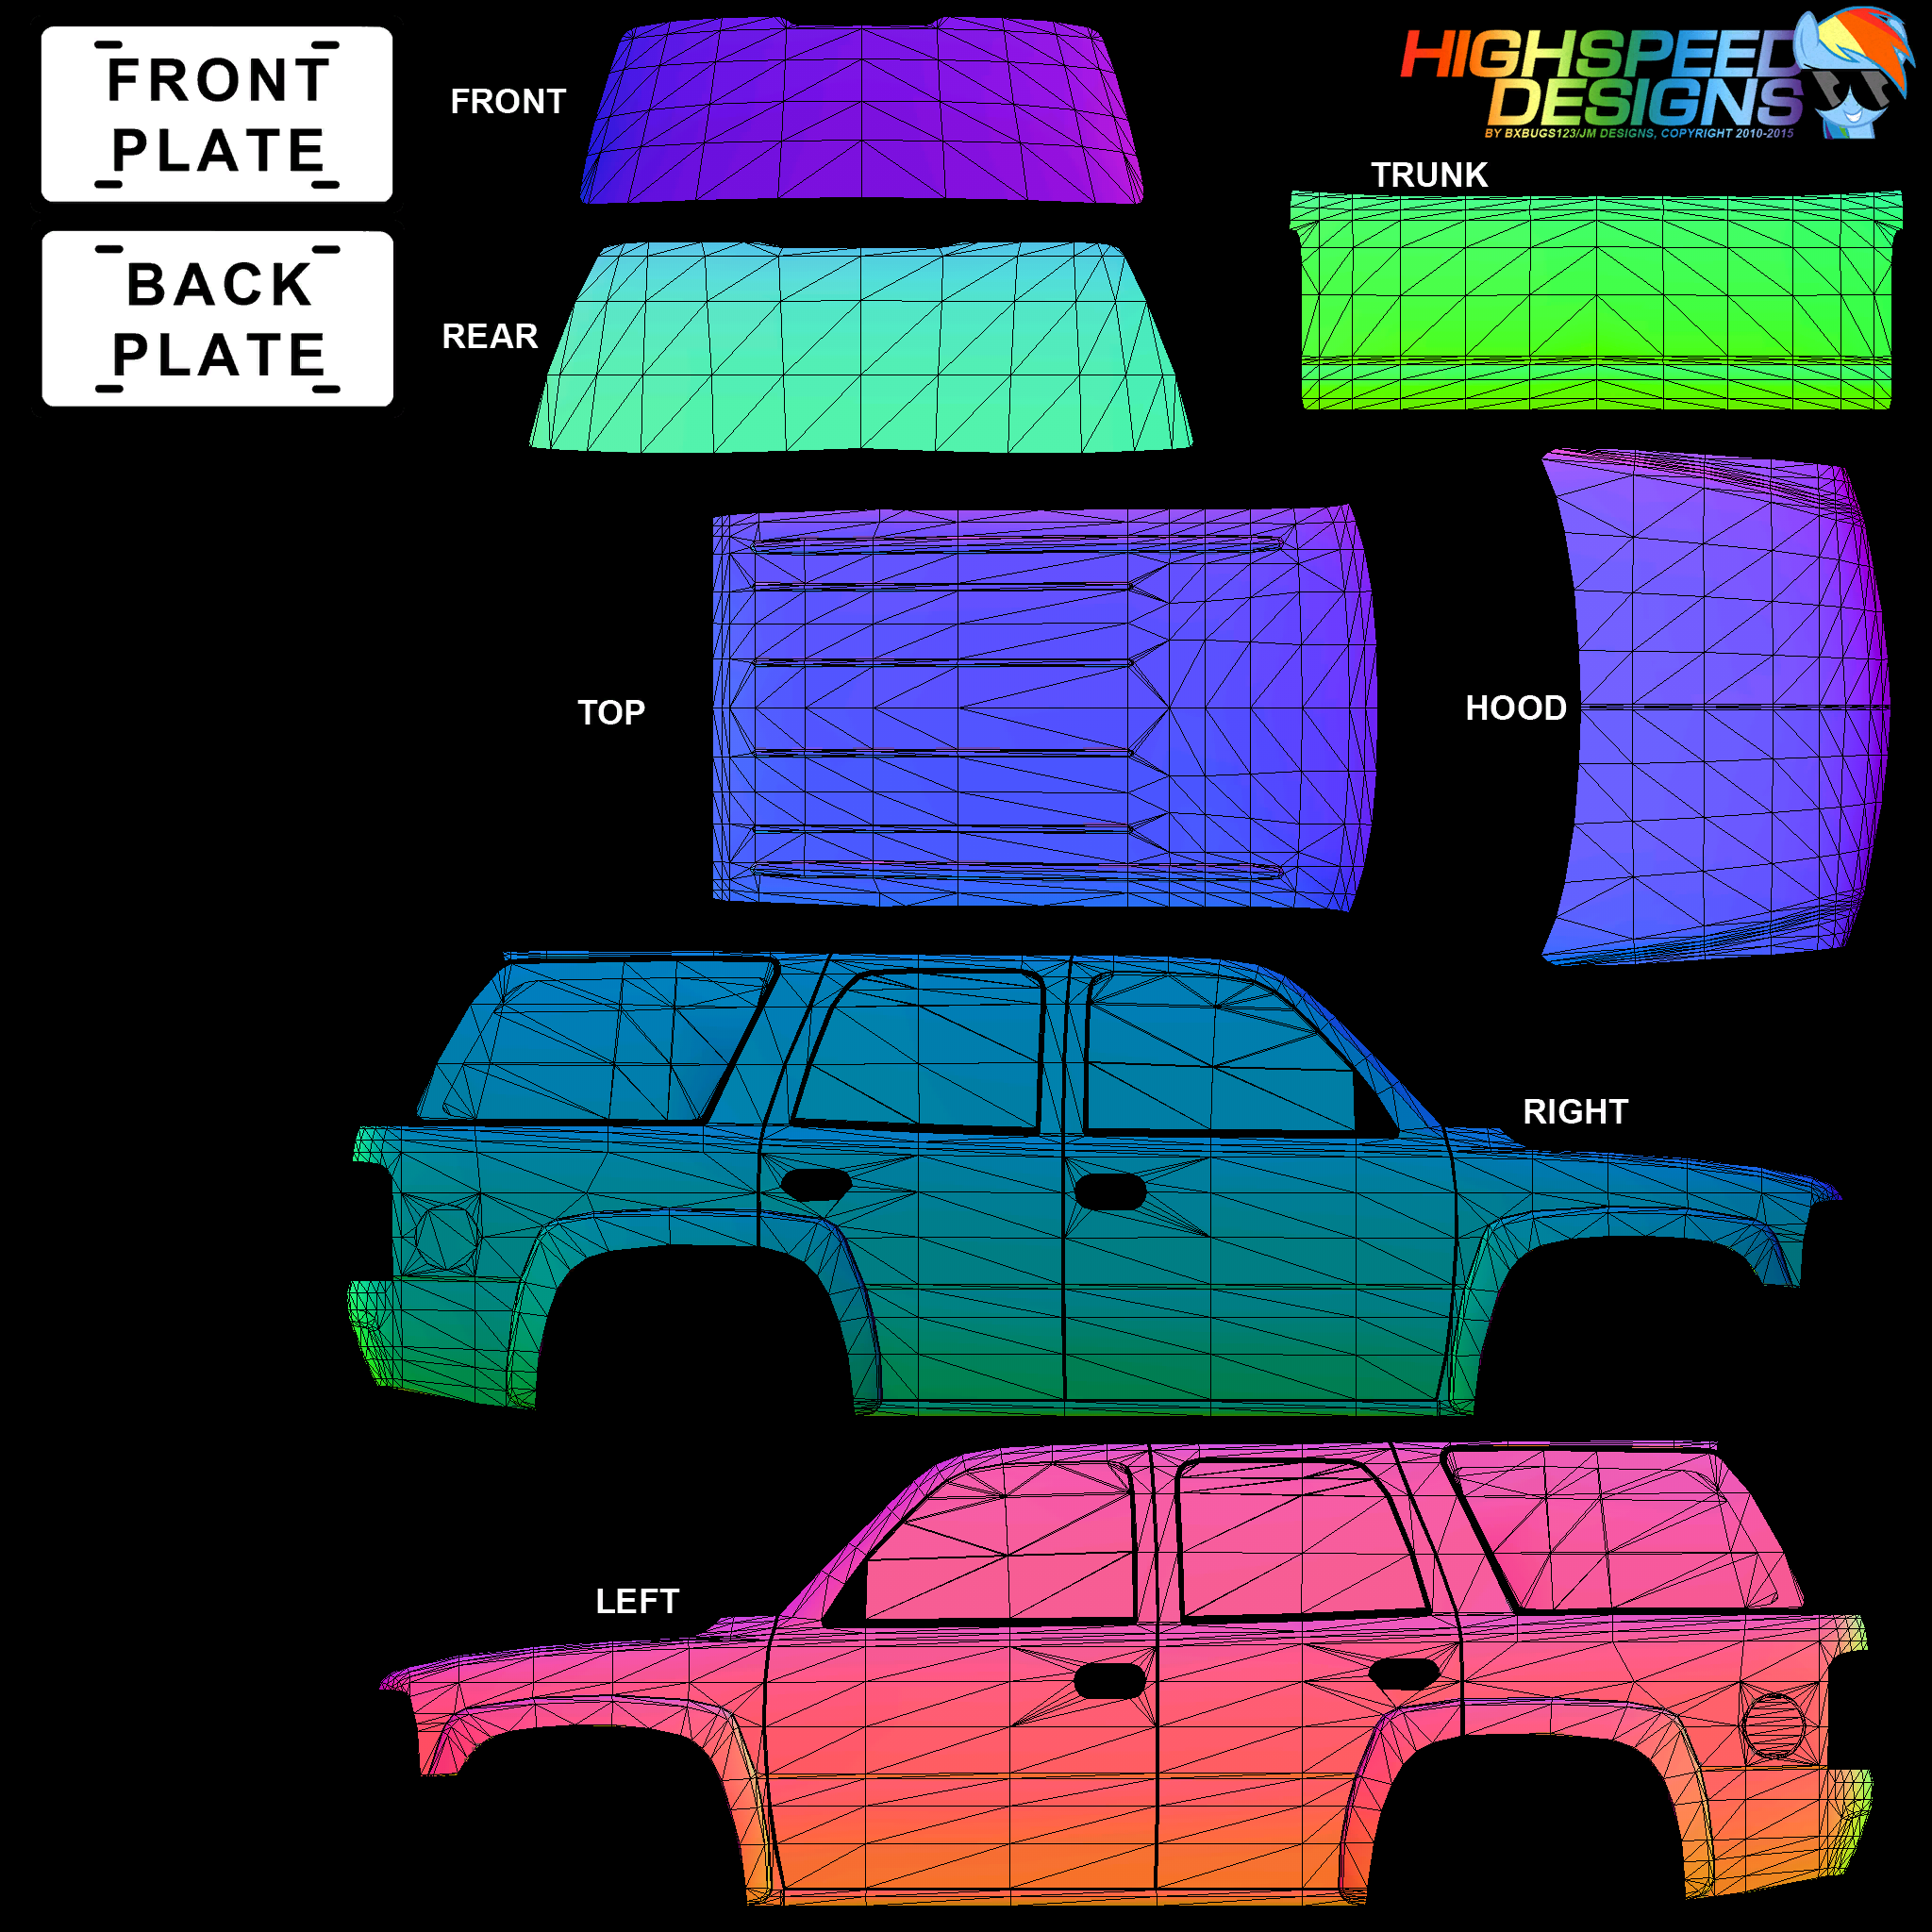 FRONT
PLATE
FRONT
HIGHSPEED
DESIGNS
BY BXBUGS123/JM DESIGNS, COPYRIGHT 2010-2015
TRUNK
BACK
PLATE
REAR
TOP
HOOD
RIGHT
LEFT